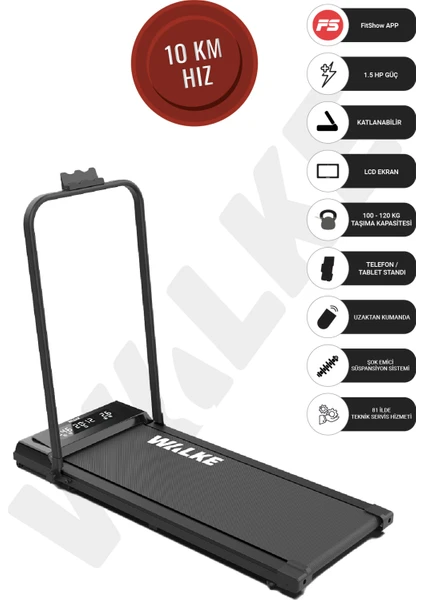 10 KM
HIZ
FS
FitShow APP
1.5 HP GÜÇ
KATLANABİLİR
LCD EKRAN
100 - 120 KG
TAŞIMA KAPASİTESİ
TELEFON /
TABLET STANDI
UZAKTAN KUMANDA
ŞOK EMİCİ
SÜSPANSİYON SİSTEMİ
81 İLDE
TEKNİK SERVİS HİZMETİ
WALKE
WALKE